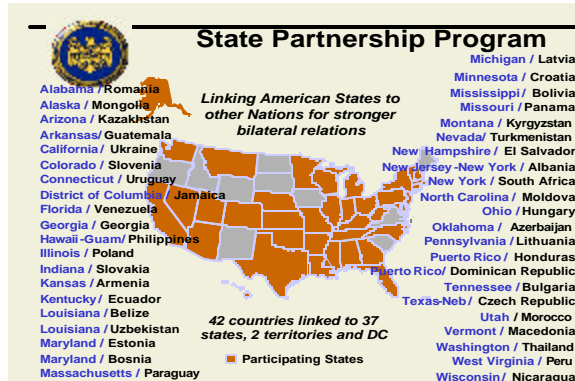 State Partnership Program
Linking American States to
other Nations for stronger
bilateral relations
Alabama / Romania
Alaska / Mongolia
Arizona / Kazakhstan
Arkansas/ Guatemala
California / Ukraine
Colorado / Slovenia
Connecticut / Uruguay
District of Columbia / Jamaica
Florida / Venezuela
Georgia / Georgia
Hawaii-Guam/ Philippines
Illinois / Poland
Indiana / Slovakia
Kansas / Armenia
Kentucky / Ecuador
Louisiana / Belize
Louisiana / Uzbekistan
Maryland / Estonia
Maryland / Bosnia
Massachusetts / Paraguay
Michigan / Latvia
Minnesota / Croatia
Mississippi / Bolivia
Missouri / Panama
Montana / Kyrgyzstan
Nevada/ Turkmenistan
New Hampshire / El Salvador
New Jersey-New York / Albania
New York / South Africa
North Carolina / Moldova
Ohio / Hungary
Oklahoma / Azerbaijan
Pennsylvania / Lithuania
Puerto Rico / Honduras
Puerto Rico/ Dominican Republic
Tennessee / Bulgaria
Texas-Neb / Czech Republic
Utah / Morocco
Vermont / Macedonia
Washington / Thailand
West Virginia / Peru
Wisconsin / Nicaragua
42 countries linked to 37
states, 2 territories and DC
Participating States